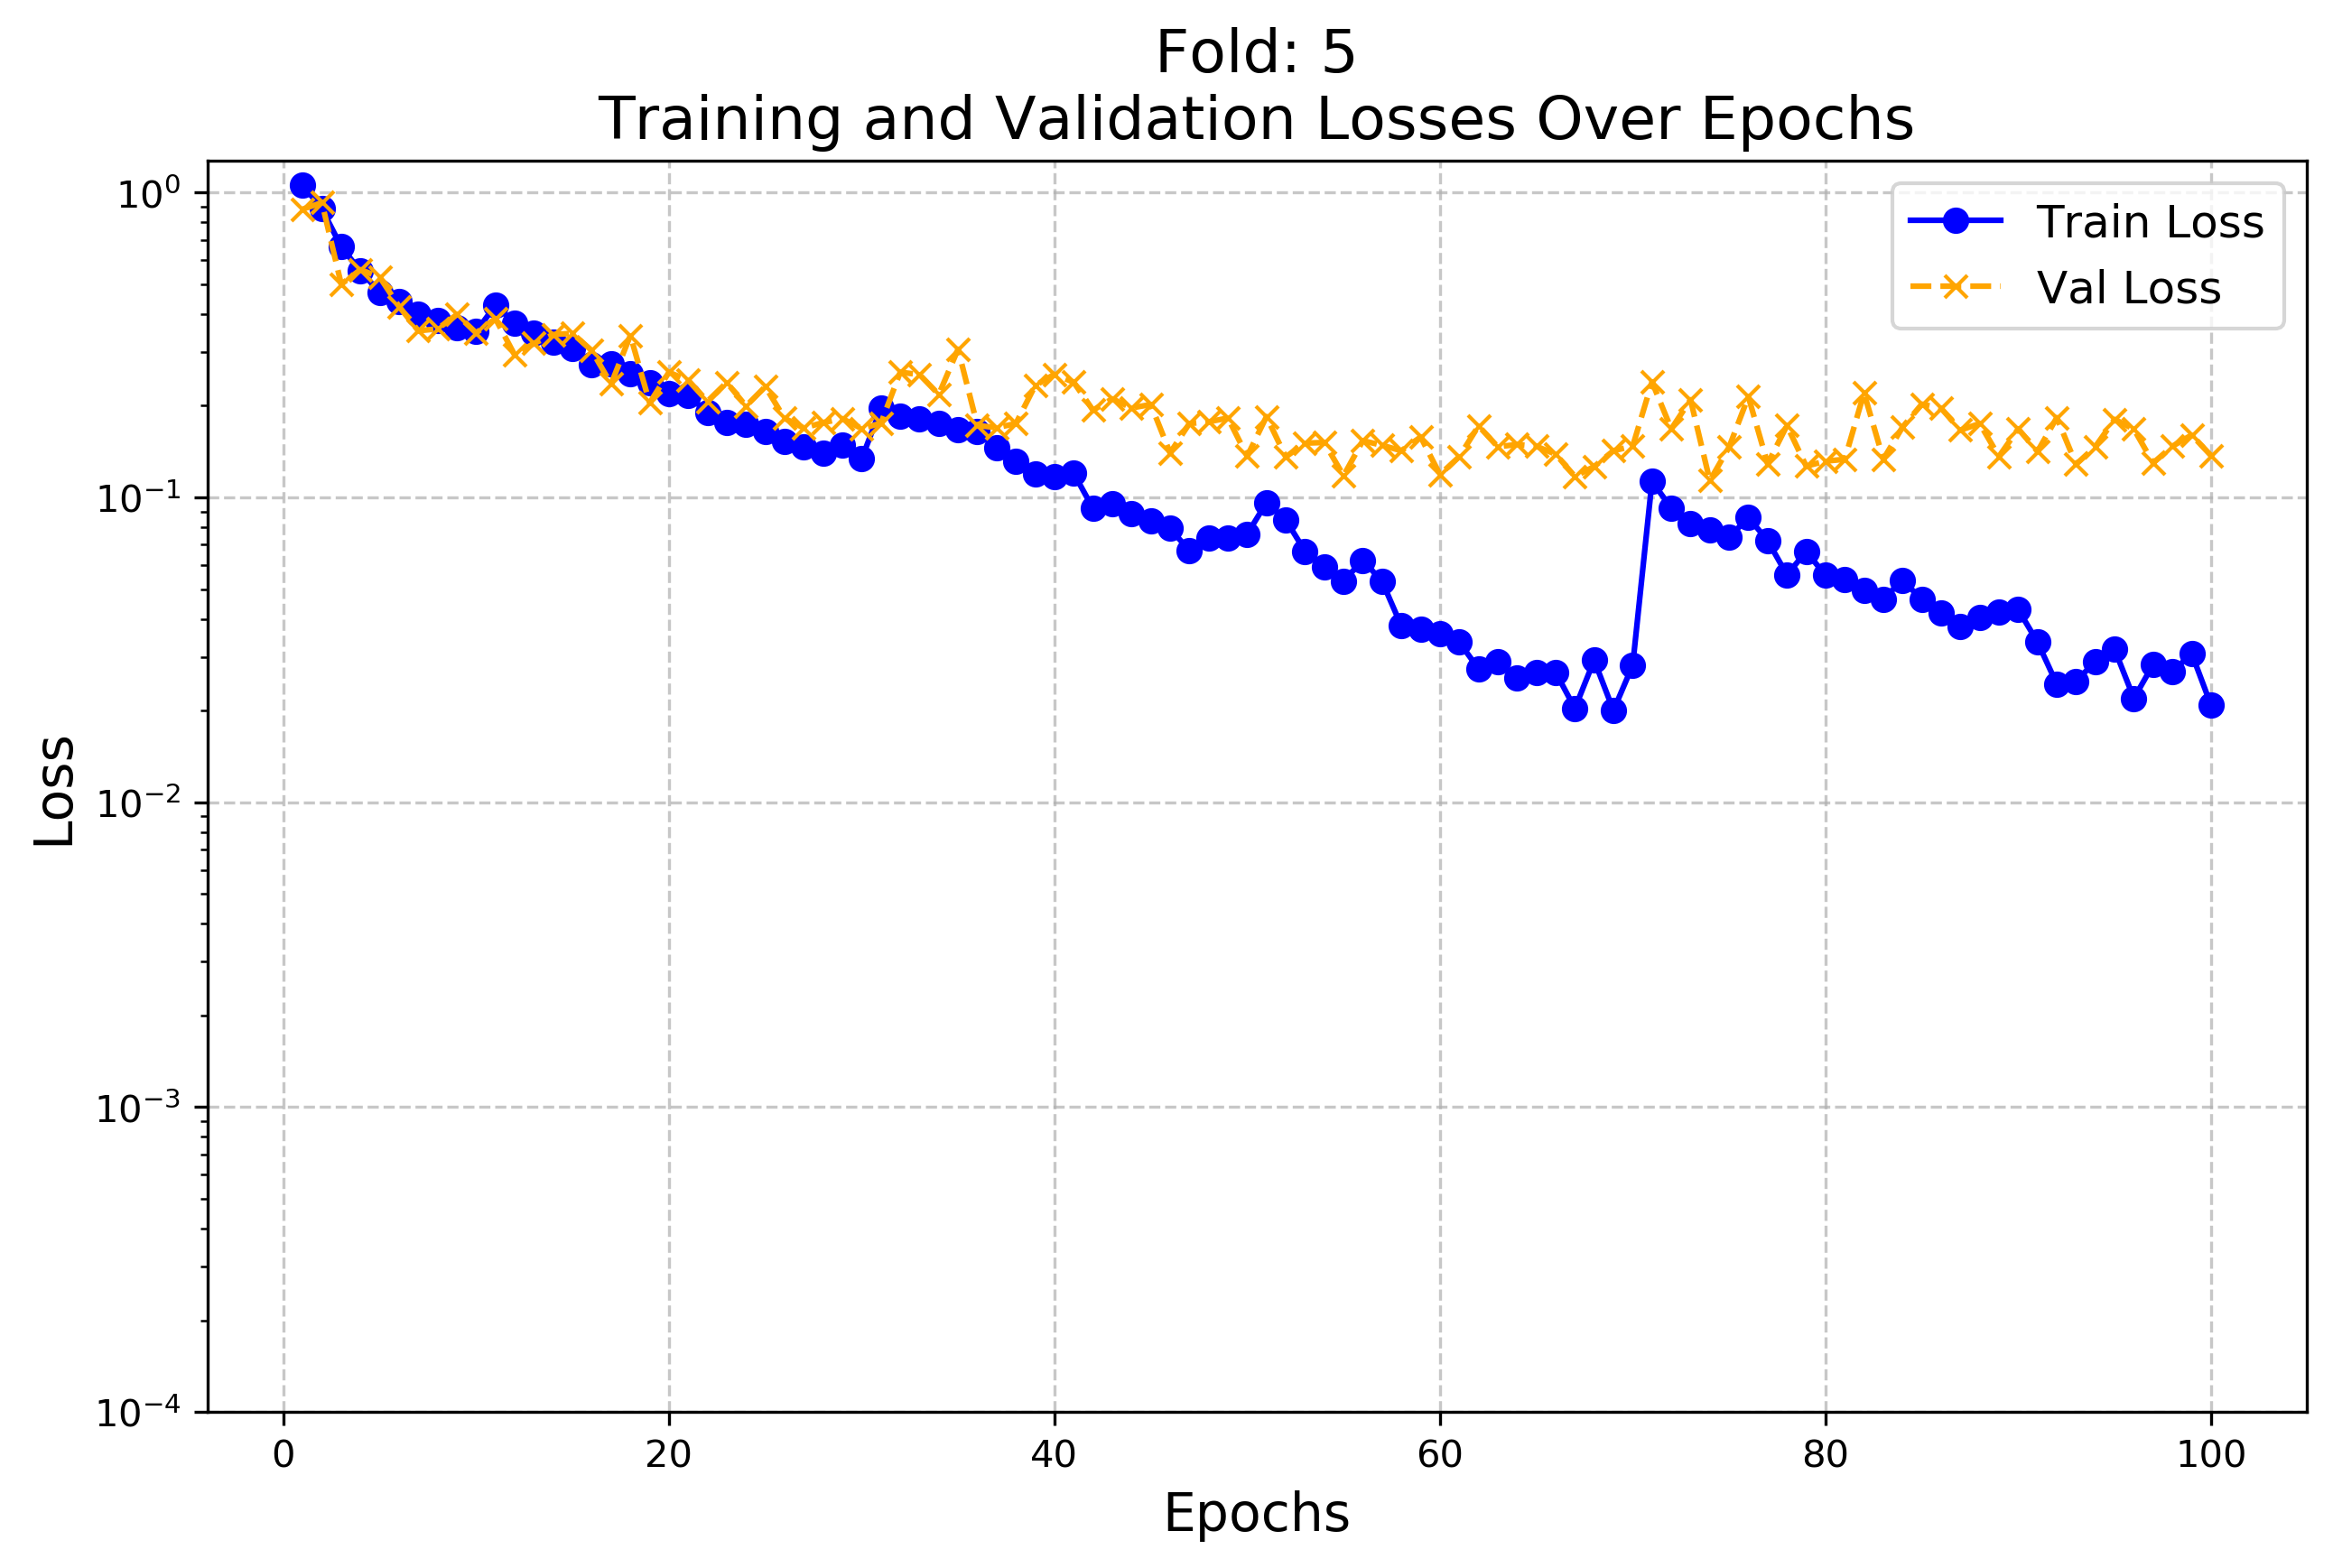 Fold: 5
Training and Validation Losses Over Epochs
Train Loss
Val Loss
10⁰
10⁻¹
10⁻²
10⁻³
10⁻⁴
Loss
0 20 40 60 80 100
Epochs